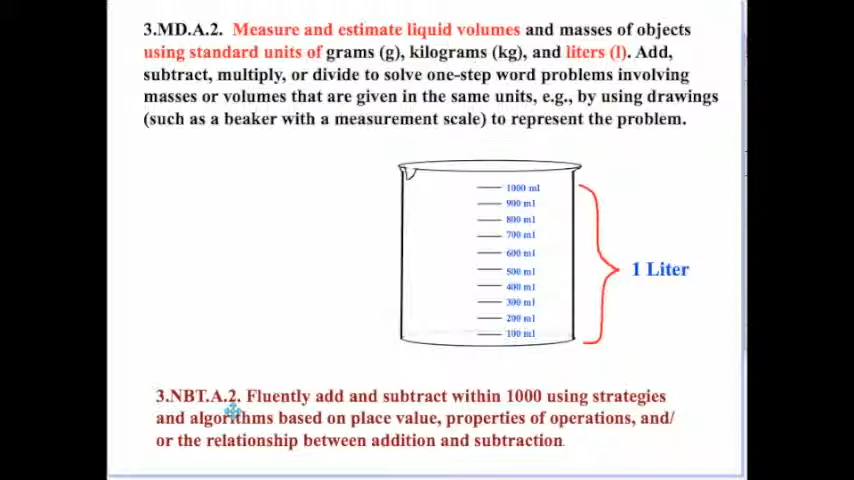 3.MD.A.2. Measure and estimate liquid volumes and masses of objects
using standard units of grams (g), kilograms (kg), and liters (l). Add,
subtract, multiply, or divide to solve one-step word problems involving
masses or volumes that are given in the same units, e.g., by using drawings
(such as a beaker with a measurement scale) to represent the problem.
1000 ml
900 ml
800 ml
700 ml
600 ml
500 ml
400 ml
300 ml
200 ml
100 ml
1 Liter
3.NBT.A.2. Fluently add and subtract within 1000 using strategies
and algorithms based on place value, properties of operations, and/
or the relationship between addition and subtraction.